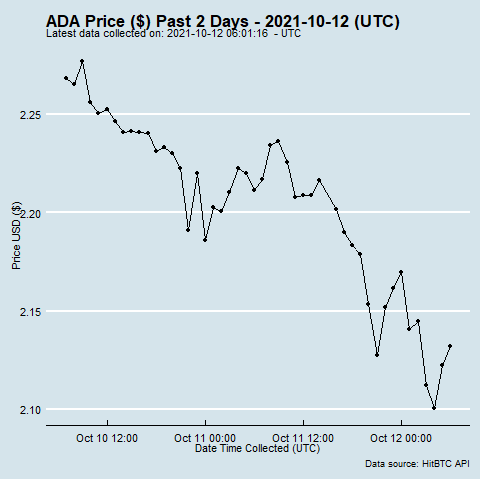 ADA Price ($) Past 2 Days - 2021-10-12 (UTC)
Latest data collected on: 2021-10-12 06:01:16  - UTC
2.25
2.20
2.15
2.10
Price USD ($)
Oct 10 12:00
Oct 11 00:00
Oct 11 12:00
Oct 12 00:00
Date Time Collected (UTC)
Data source: HitBTC API